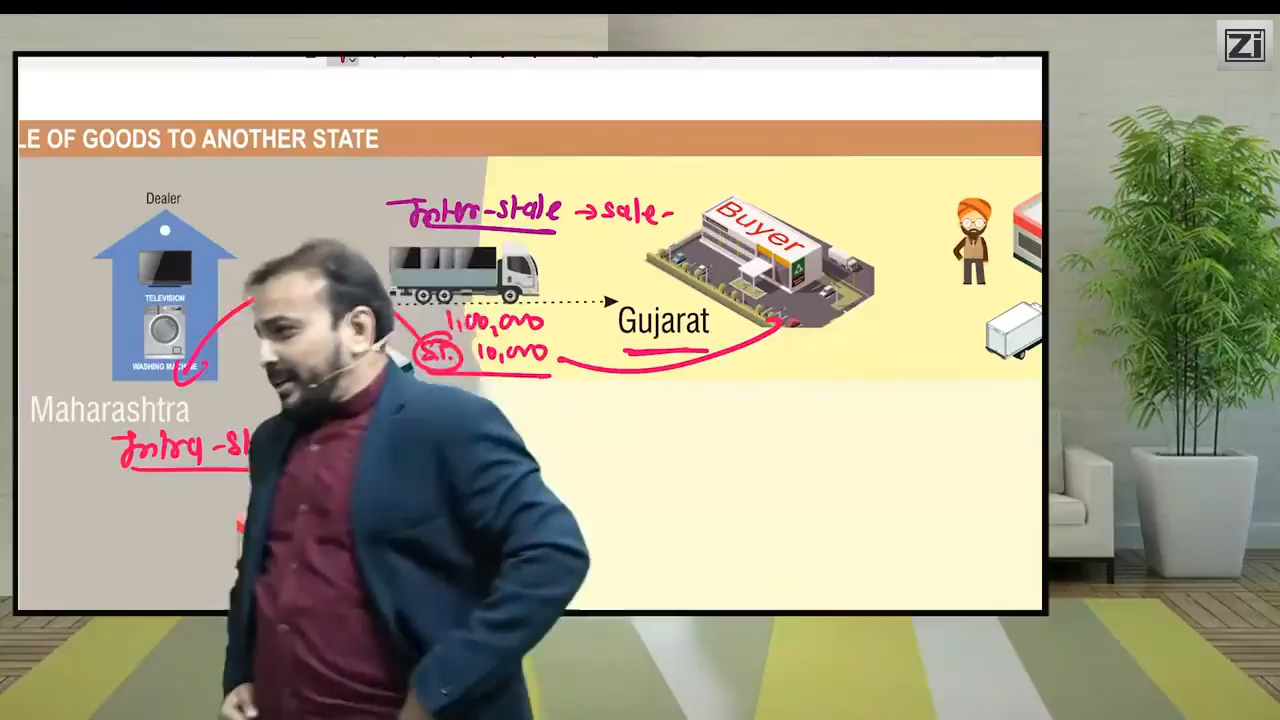 Zi
LE OF GOODS TO ANOTHER STATE
Dealer
Inter-state → sale-
Buyer
TELEVISION
1,00,000
Gujarat
S.T. 10,000
WASHING MACHINE
Maharashtra
Intra-st